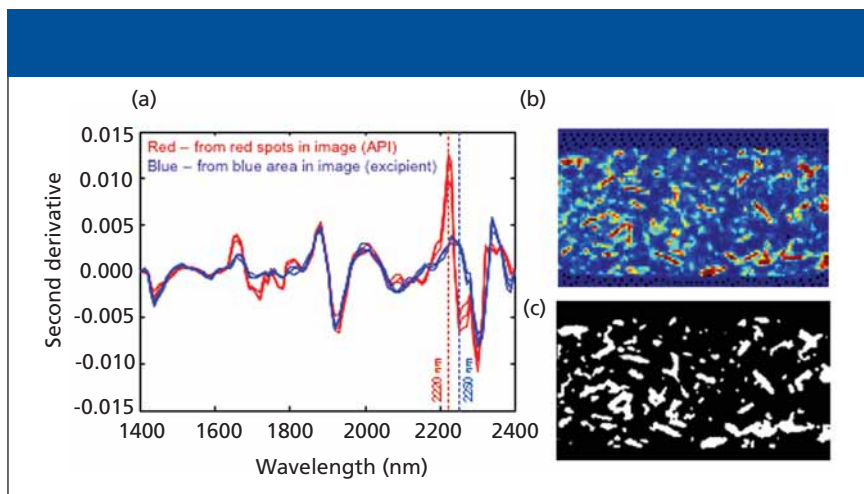 (a)
(b)
Red – from red spots in image (API)
Blue – from blue area in image (excipient)
Second derivative
0.015
0.010
0.005
0.000
-0.005
-0.010
-0.015
2220 nm
2250 nm
1400 1600 1800 2000 2200 2400
Wavelength (nm)
(c)